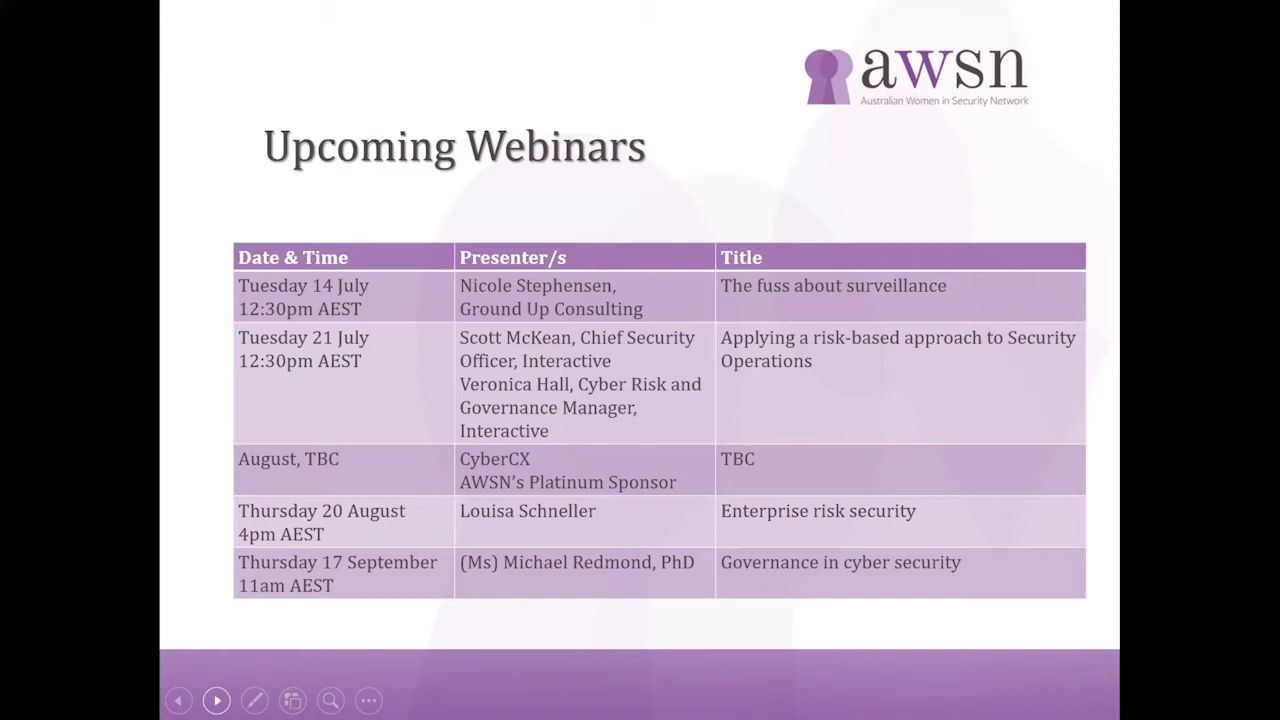 awsn
Australian Women in Security Network
Upcoming Webinars
Date & Time
Presenter/s
Title
Tuesday 14 July
12:30pm AEST
Nicole Stephensen,
Ground Up Consulting
The fuss about surveillance
Tuesday 21 July
12:30pm AEST
Scott McKean, Chief Security
Officer, Interactive
Veronica Hall, Cyber Risk and
Governance Manager,
Interactive
Applying a risk-based approach to Security
Operations
August, TBC
CyberCX
AWSN's Platinum Sponsor
TBC
Thursday 20 August
4pm AEST
Louisa Schneller
Enterprise risk security
Thursday 17 September
11am AEST
(Ms) Michael Redmond, PhD
Governance in cyber security